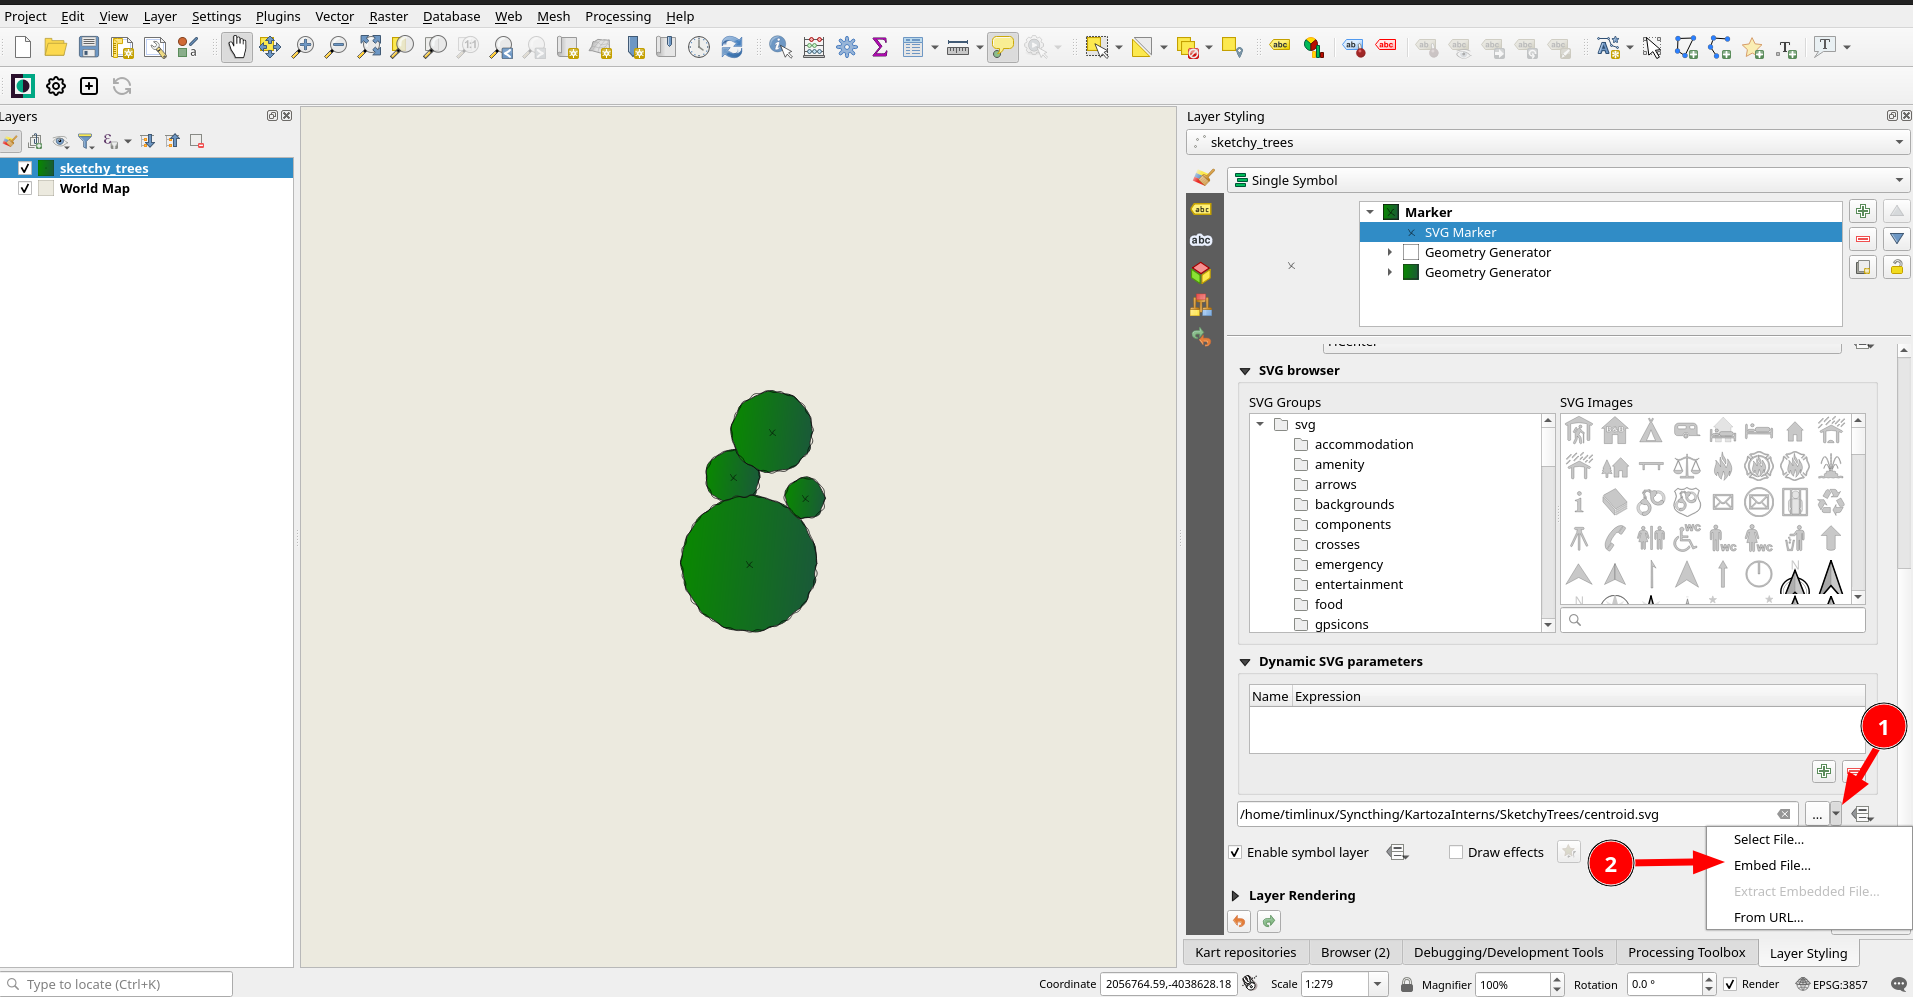 Project Edit View Layer Settings Plugins Vector Raster Database Web Mesh Processing Help
Layers
sketchy_trees
World Map
Layer Styling
sketchy_trees
Single Symbol
Marker
SVG Marker
Geometry Generator
Geometry Generator
SVG browser
SVG Groups
SVG Images
svg
accommodation
amenity
arrows
backgrounds
components
crosses
emergency
entertainment
food
gpsicons
Dynamic SVG parameters
Name Expression
1
/home/timlinux/Syncthing/KartozaInterns/SketchyTrees/centroid.svg
...
Select File...
Enable symbol layer
Draw effects
2
Embed File...
Extract Embedded File...
From URL...
Layer Rendering
Kart repositories
Browser (2)
Debugging/Development Tools
Processing Toolbox
Layer Styling
Type to locate (Ctrl+K)
Coordinate 2056764.59,-4038628.18
Scale 1:279
Magnifier 100%
Rotation 0.0 °
Render
EPSG:3857